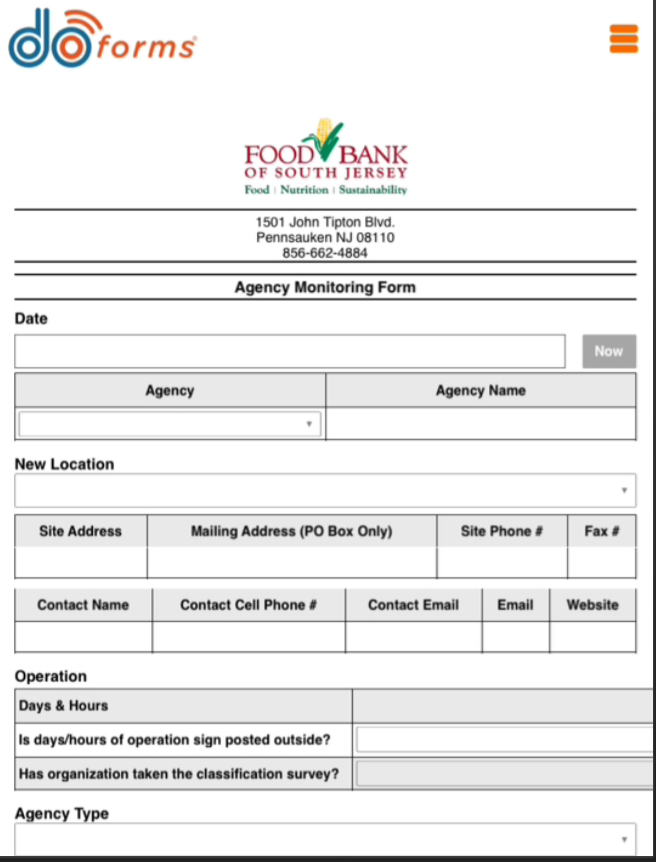 doforms
FOOD BANK
OF SOUTH JERSEY
Food | Nutrition | Sustainability
1501 John Tipton Blvd.
Pennsauken NJ 08110
856-662-4884
Agency Monitoring Form
Date
Now
Agency Agency Name
New Location
Site Address Mailing Address (PO Box Only) Site Phone # Fax #
Contact Name Contact Cell Phone # Contact Email Email Website
Operation
Days & Hours
Is days/hours of operation sign posted outside?
Has organization taken the classification survey?
Agency Type